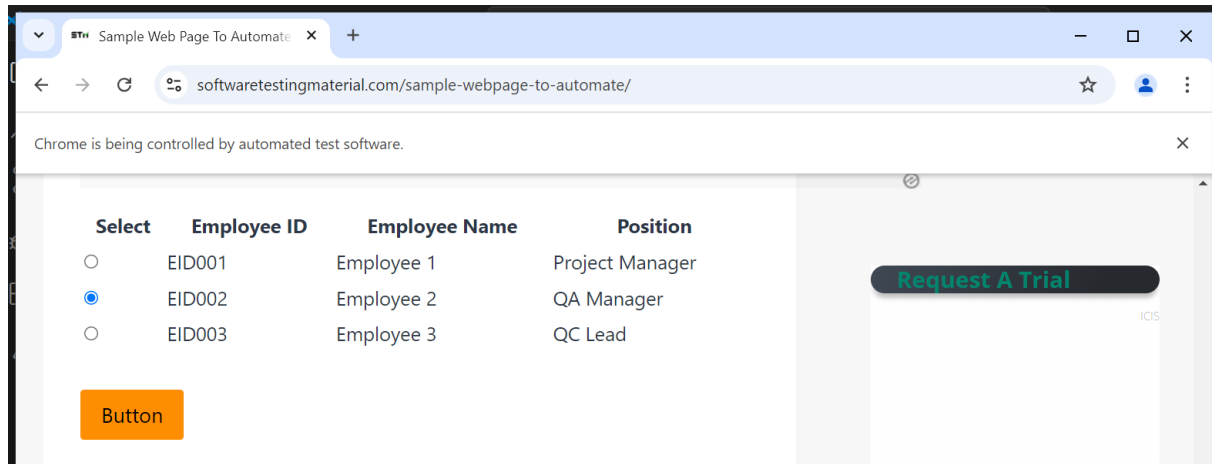 STM Sample Web Page To Automate
softwaretestingmaterial.com/sample-webpage-to-automate/
Chrome is being controlled by automated test software.
Select Employee ID Employee Name Position
EID001 Employee 1 Project Manager
EID002 Employee 2 QA Manager
EID003 Employee 3 QC Lead
Button
Request A Trial
ICIS